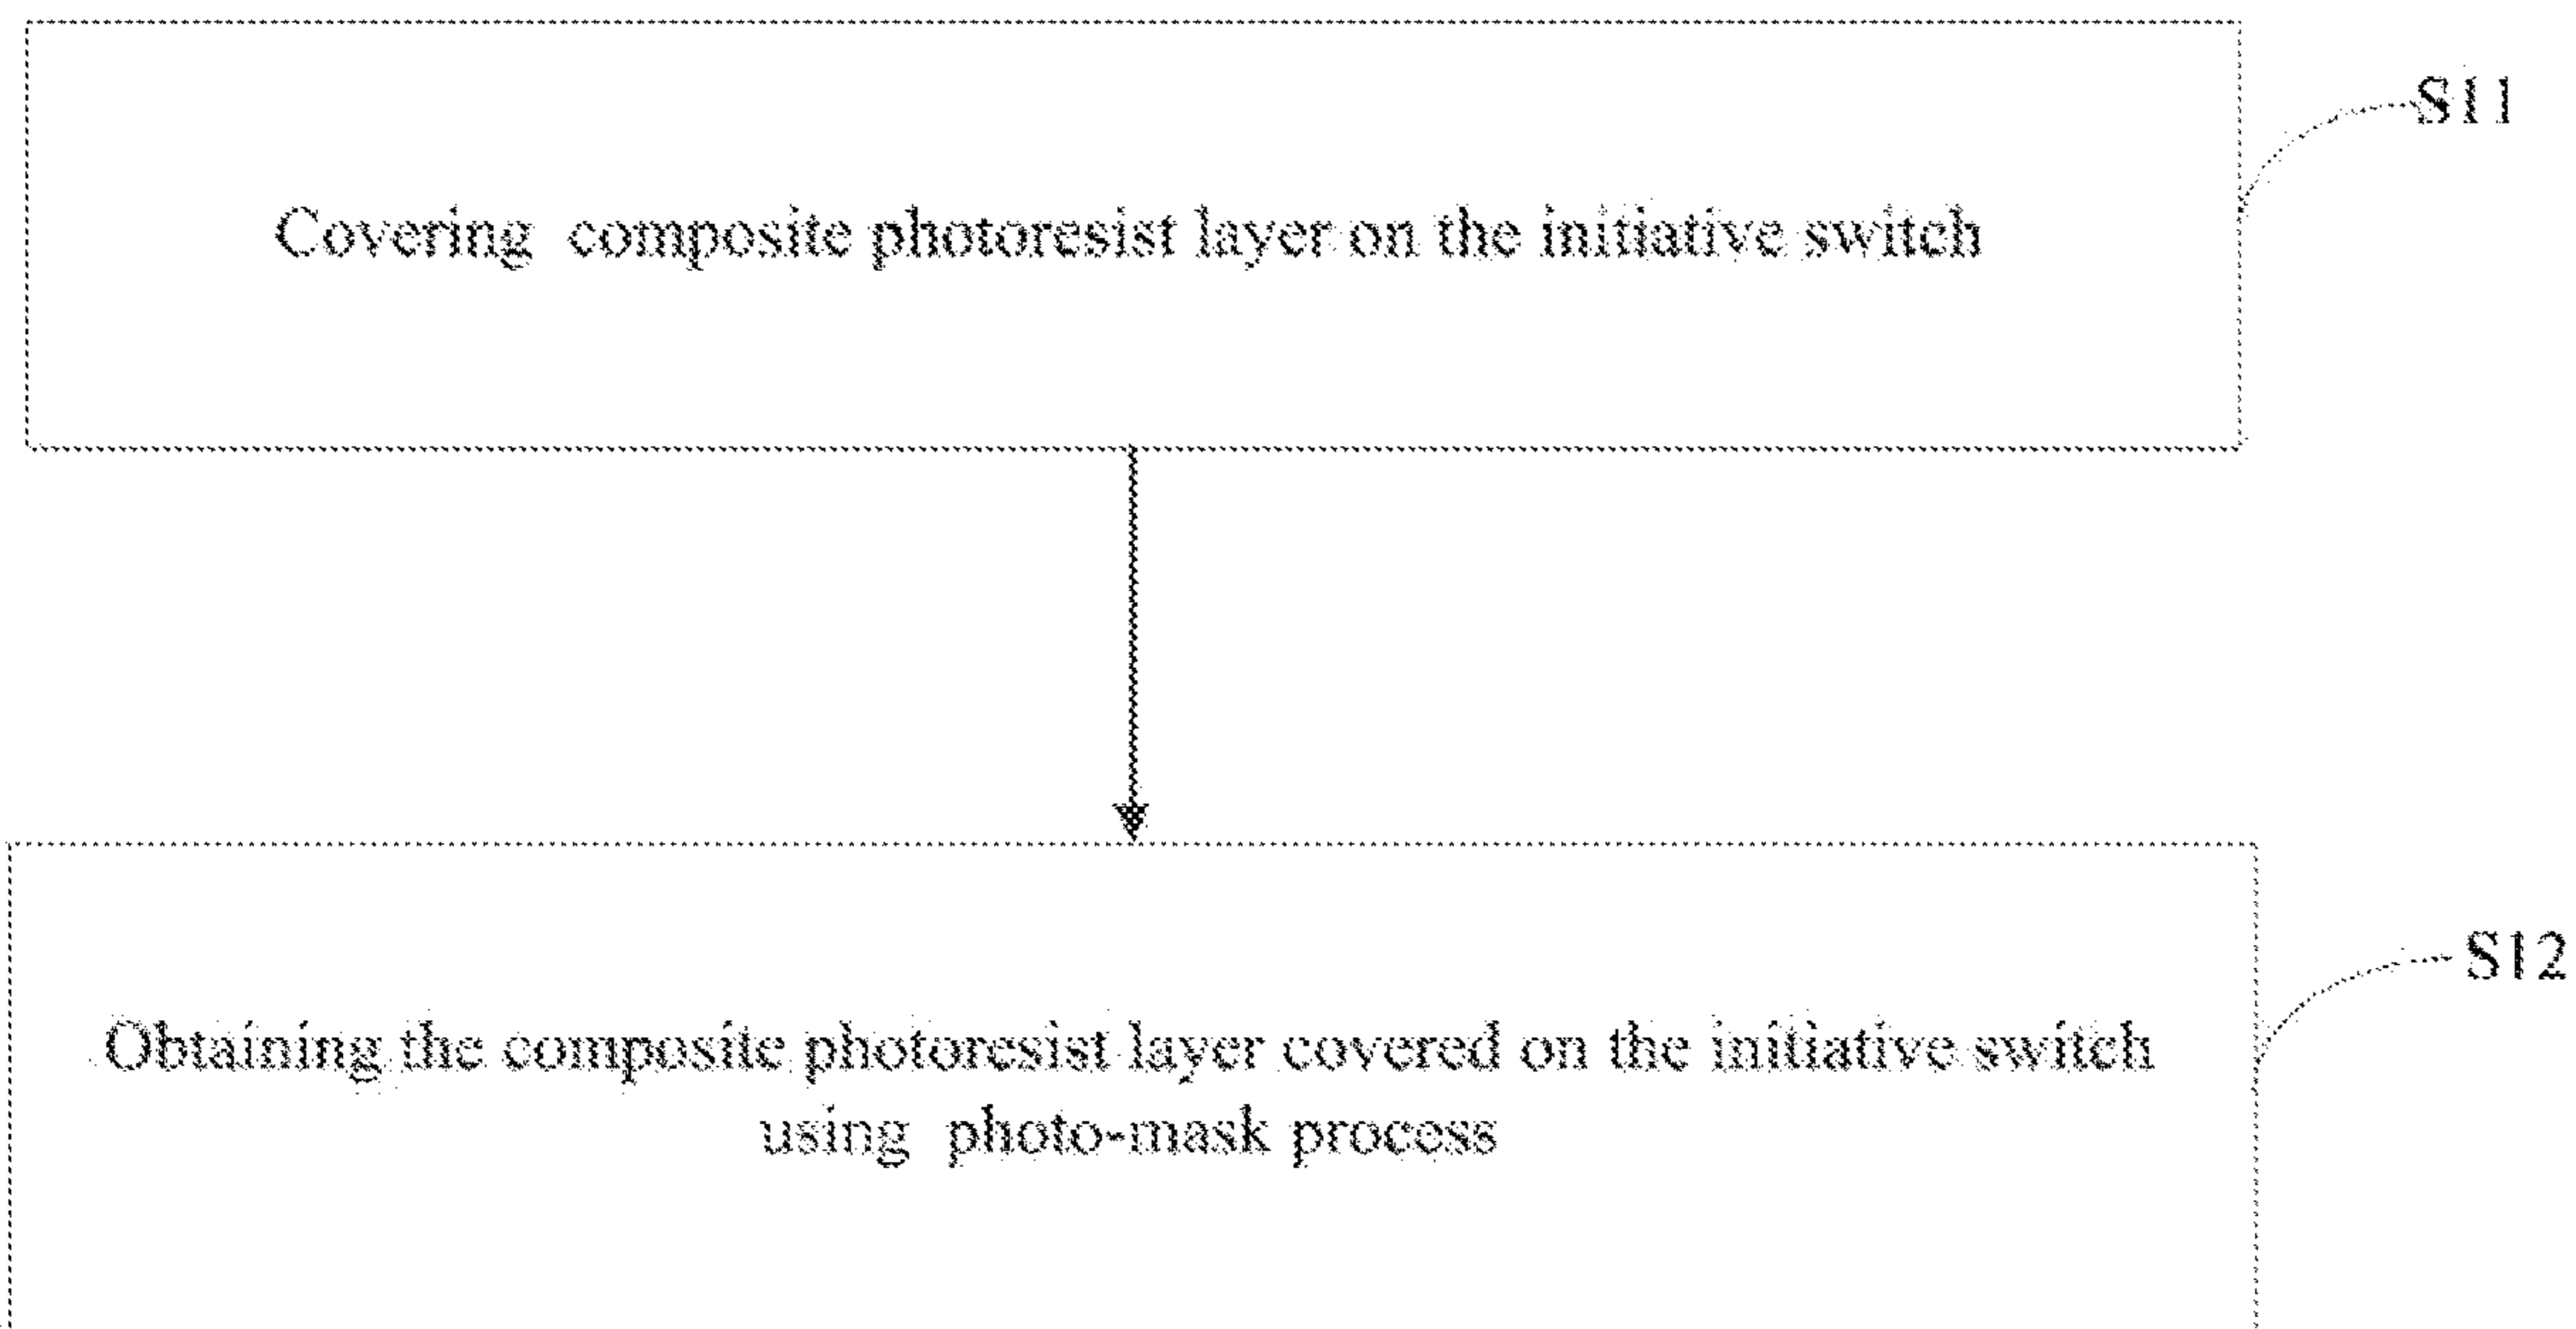 S11
Covering composite photoresist layer on the initiative switch
S12
Obtaining the composite photoresist layer covered on the initiative switch
using photo-mask process